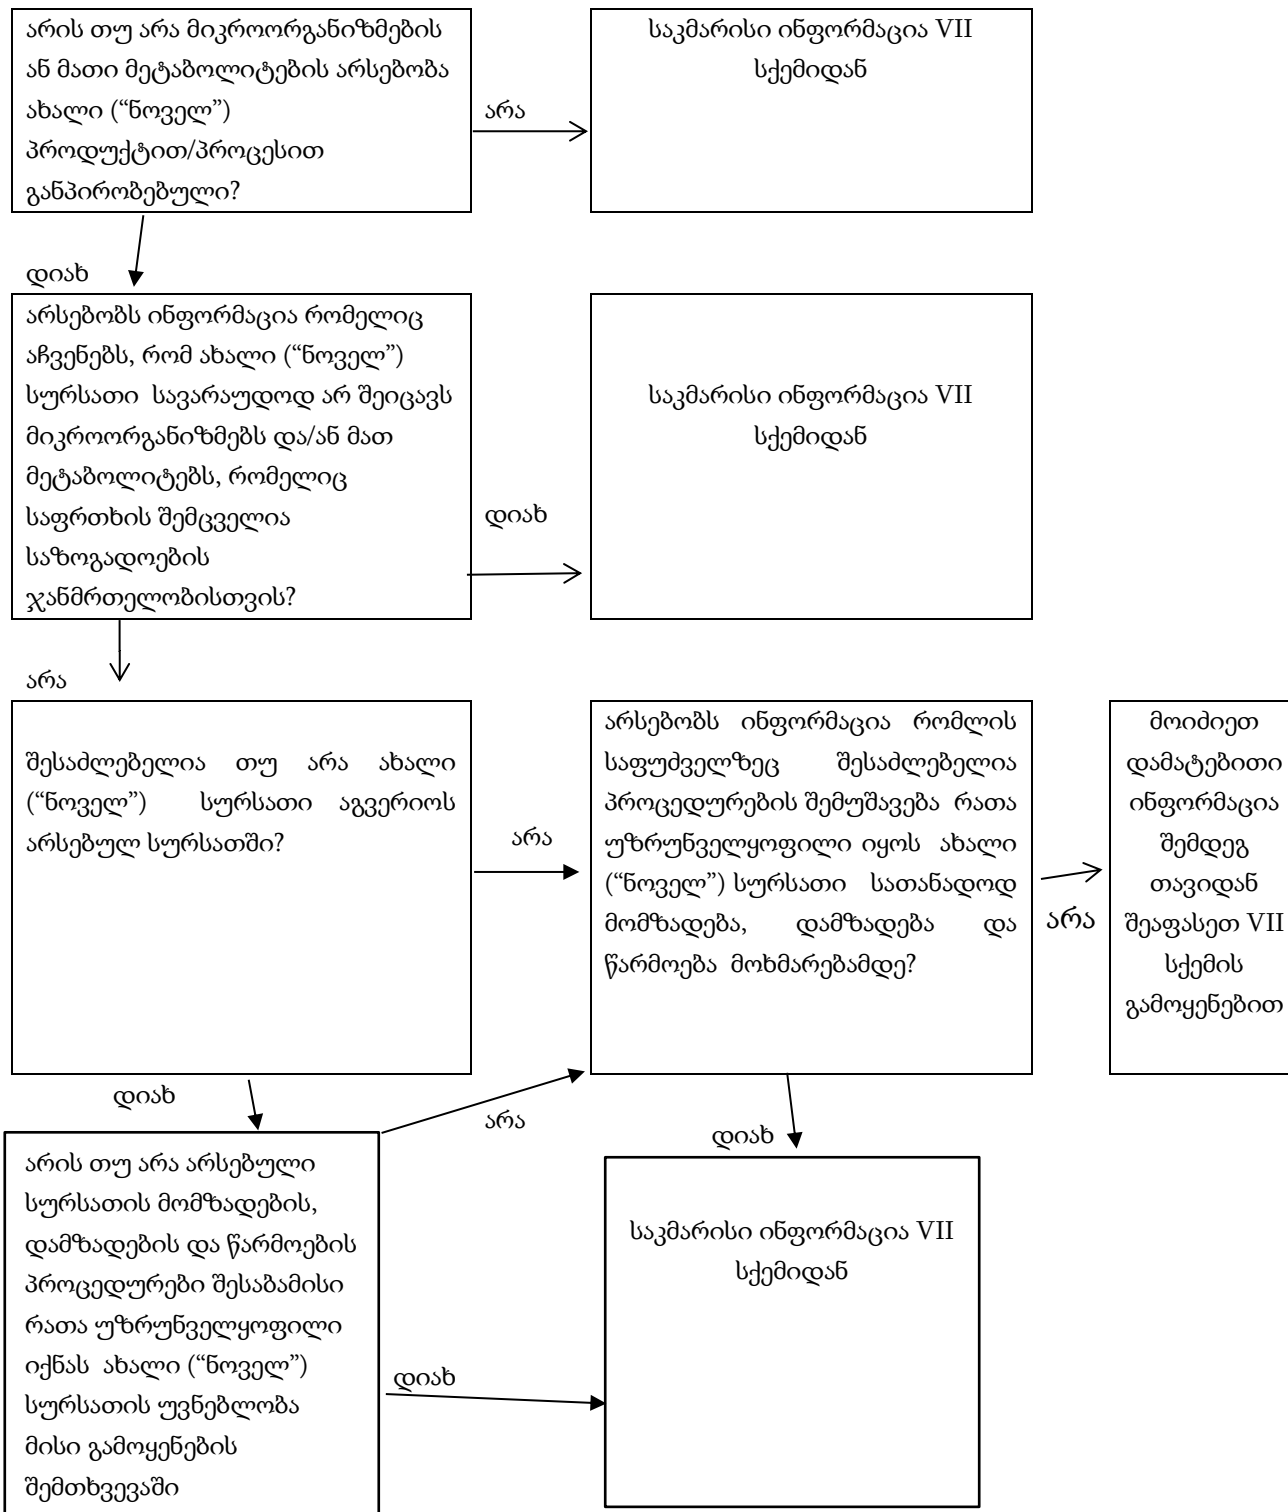 არის თუ არა მიკროორგანიზმების
ან მათი მეტაბოლიტების არსებობა
ახალი (“ნოველ”)
პროდუქტით/პროცესით
განპირობებული?
არა
საკმარისი ინფორმაცია VII
სქემიდან
დიახ
არსებობს ინფორმაცია რომელიც
აჩვენებს, რომ ახალი (“ნოველ”)
სურსათი სავარაუდოდ არ შეიცავს
მიკროორგანიზმებს და/ან მათ
მეტაბოლიტებს, რომელიც
საფრთხის შემცველია
საზოგადოების
ჯანმრთელობისთვის?
დიახ
საკმარისი ინფორმაცია VII
სქემიდან
არა
შესაძლებელია თუ არა ახალი
(“ნოველ”) სურსათი აგვერიოს
არსებულ სურსათში?
არა
არსებობს ინფორმაცია რომლის
საფუძველზეც შესაძლებელია
პროცედურების შემუშავება რათა
უზრუნველყოფილი იყოს ახალი
(“ნოველ”) სურსათი სათანადოდ
მომზადება, დამზადება და
წარმოება მოხმარებამდე?
არა
მოიძიეთ
დამატებითი
ინფორმაცია
შემდეგ
თავიდან
შეაფასეთ VII
სქემის
გამოყენებით
დიახ
არა
დიახ
არის თუ არა არსებული
სურსათის მომზადების,
დამზადების და წარმოების
პროცედურები შესაბამისი
რათა უზრუნველყოფილი
იქნას ახალი (“ნოველ”)
სურსათის უვნებლობა
მისი გამოყენების
შემთხვევაში
დიახ
საკმარისი ინფორმაცია VII
სქემიდან